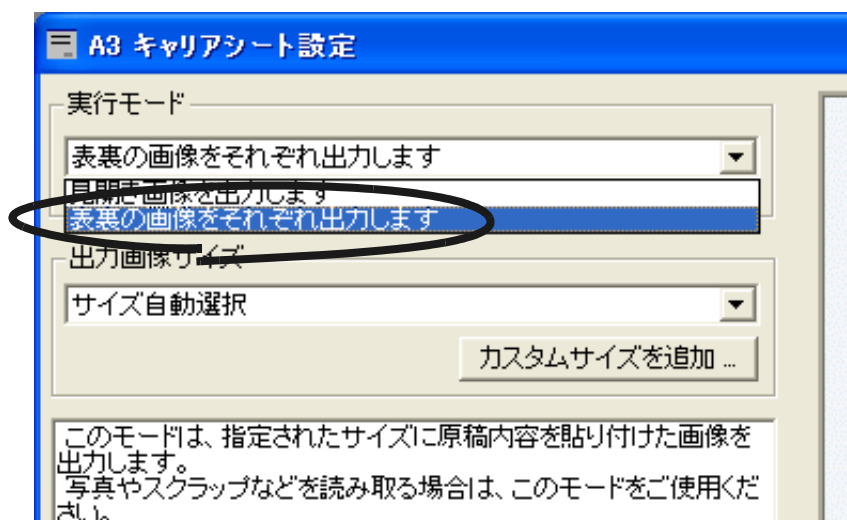 A3 キャリアシート設定
実行モード
表裏の画像をそれぞれ出力します
見開き画像を出力します
表裏の画像をそれぞれ出力します
出力画像サイズ
サイズ自動選択
カスタムサイズを追加 ...
このモードは、指定されたサイズに原稿内容を貼り付けた画像を
出力します。
写真やスクラップなどを読み取る場合は、このモードをご使用くだ
さい。